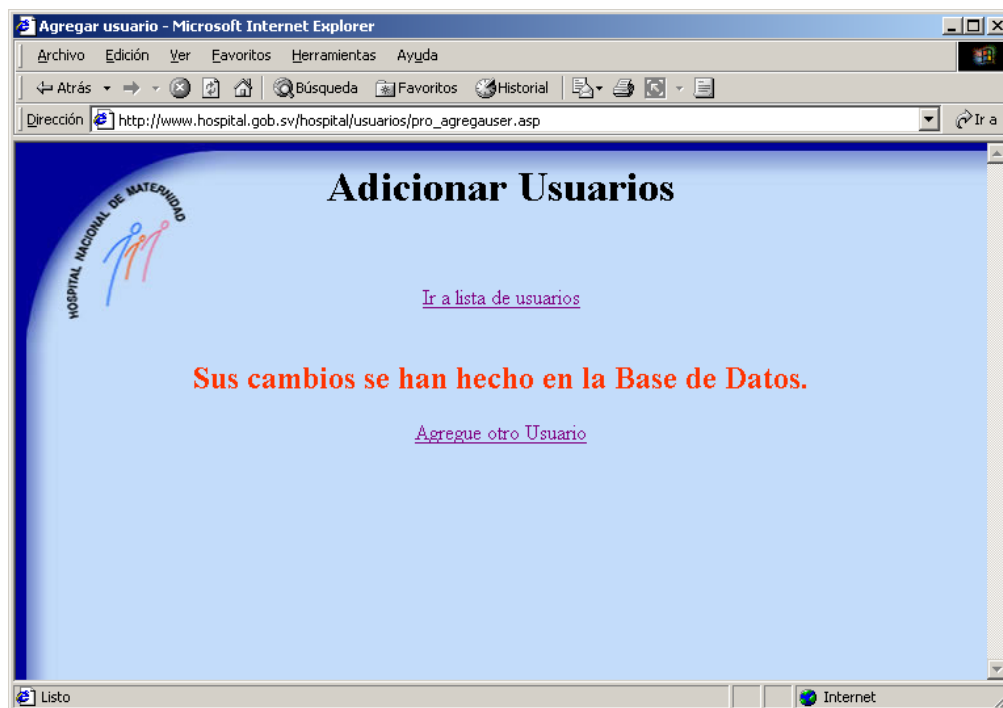 Agregar usuario - Microsoft Internet Explorer
Archivo Edición Ver Favoritos Herramientas Ayuda
Atrás Búsqueda Favoritos Historial
Dirección http://www.hospital.gob.sv/hospital/usuarios/pro_agregauser.asp Ir a
HOSPITAL NACIONAL DE MATERNIDAD
Adicionar Usuarios
Ir a lista de usuarios
Sus cambios se han hecho en la Base de Datos.
Agregue otro Usuario
Listo Internet